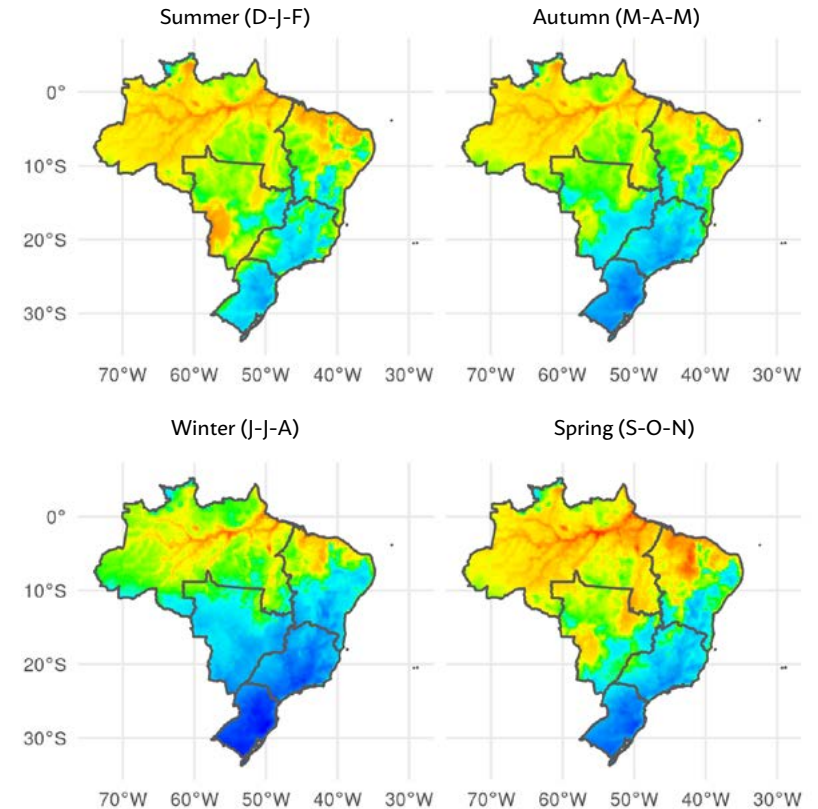 Summer (D-J-F)
Autumn (M-A-M)
0°
10°S
20°S
30°S
70°W 60°W 50°W 40°W 30°W
70°W 60°W 50°W 40°W 30°W
Winter (J-J-A)
Spring (S-O-N)
0°
10°S
20°S
30°S
70°W 60°W 50°W 40°W 30°W
70°W 60°W 50°W 40°W 30°W